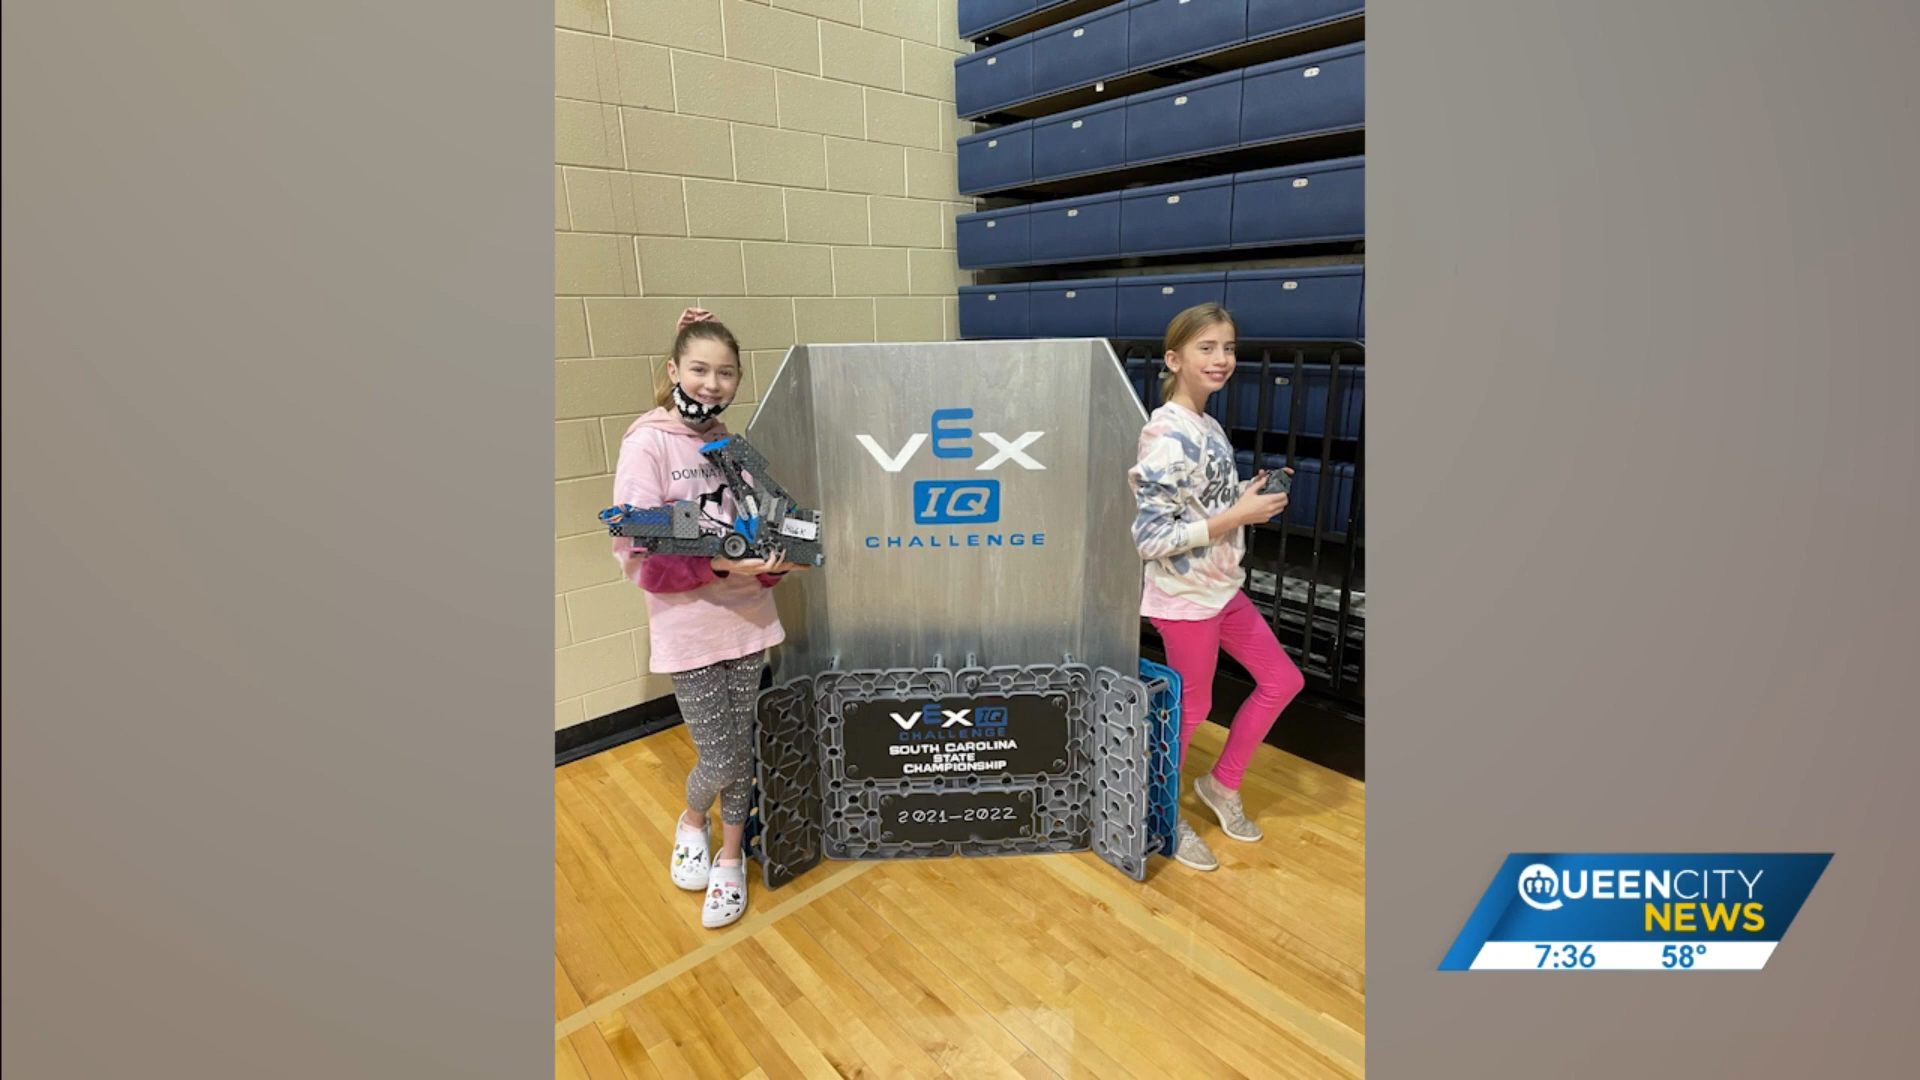 VEX
IQ
CHALLENGE
VEX IQ
CHALLENGE
SOUTH CAROLINA
STATE
CHAMPIONSHIP
2021-2022
QUEENCITY
NEWS
7:36 58°